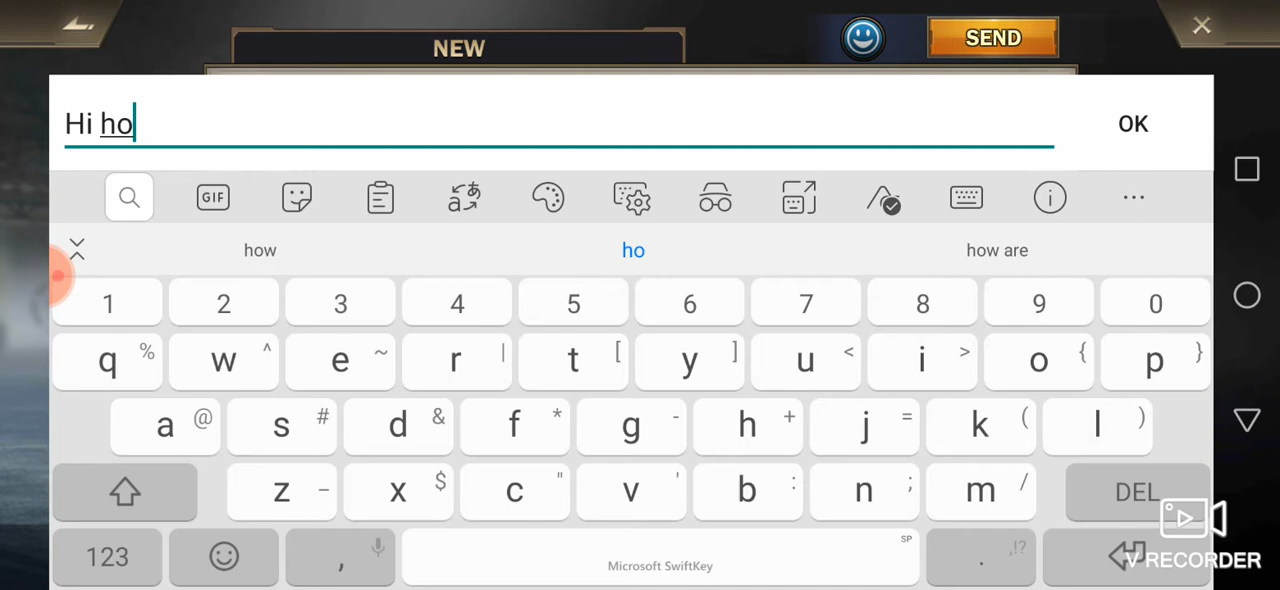 NEW
SEND
Hi ho
OK
GIF
how ho how are
1 2 3 4 5 6 7 8 9 0
q % w ^ e ~ r | t [ y ] u < i > o { p }
a @ s # d & f * g - h + j = k ( l )
z _ x $ c " v ' b : n ; m / DEL
123 , SP . ,!?
Microsoft SwiftKey
V RECORDER